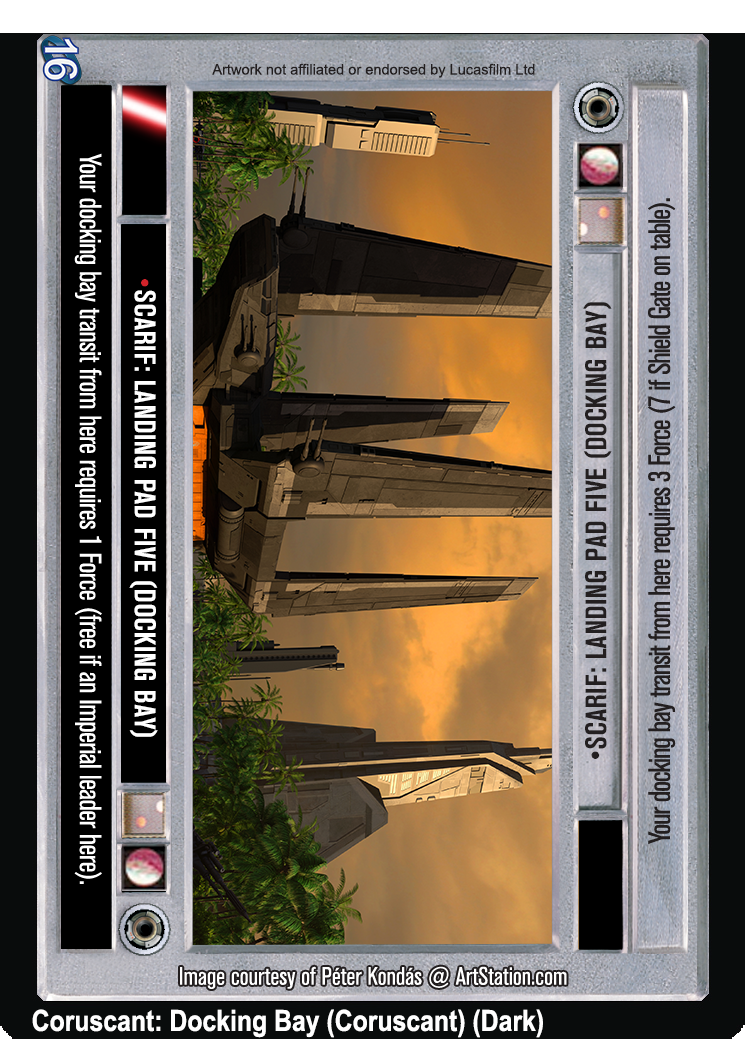 16
Artwork not affiliated or endorsed by Lucasfilm Ltd
Your docking bay transit from here requires 1 Force (free if an Imperial leader here).
•SCARIF: LANDING PAD FIVE (DOCKING BAY)
•SCARIF: LANDING PAD FIVE (DOCKING BAY)
Your docking bay transit from here requires 3 Force (7 if Shield Gate on table).
Image courtesy of Péter Kondás @ ArtStation.com
Coruscant: Docking Bay (Coruscant) (Dark)